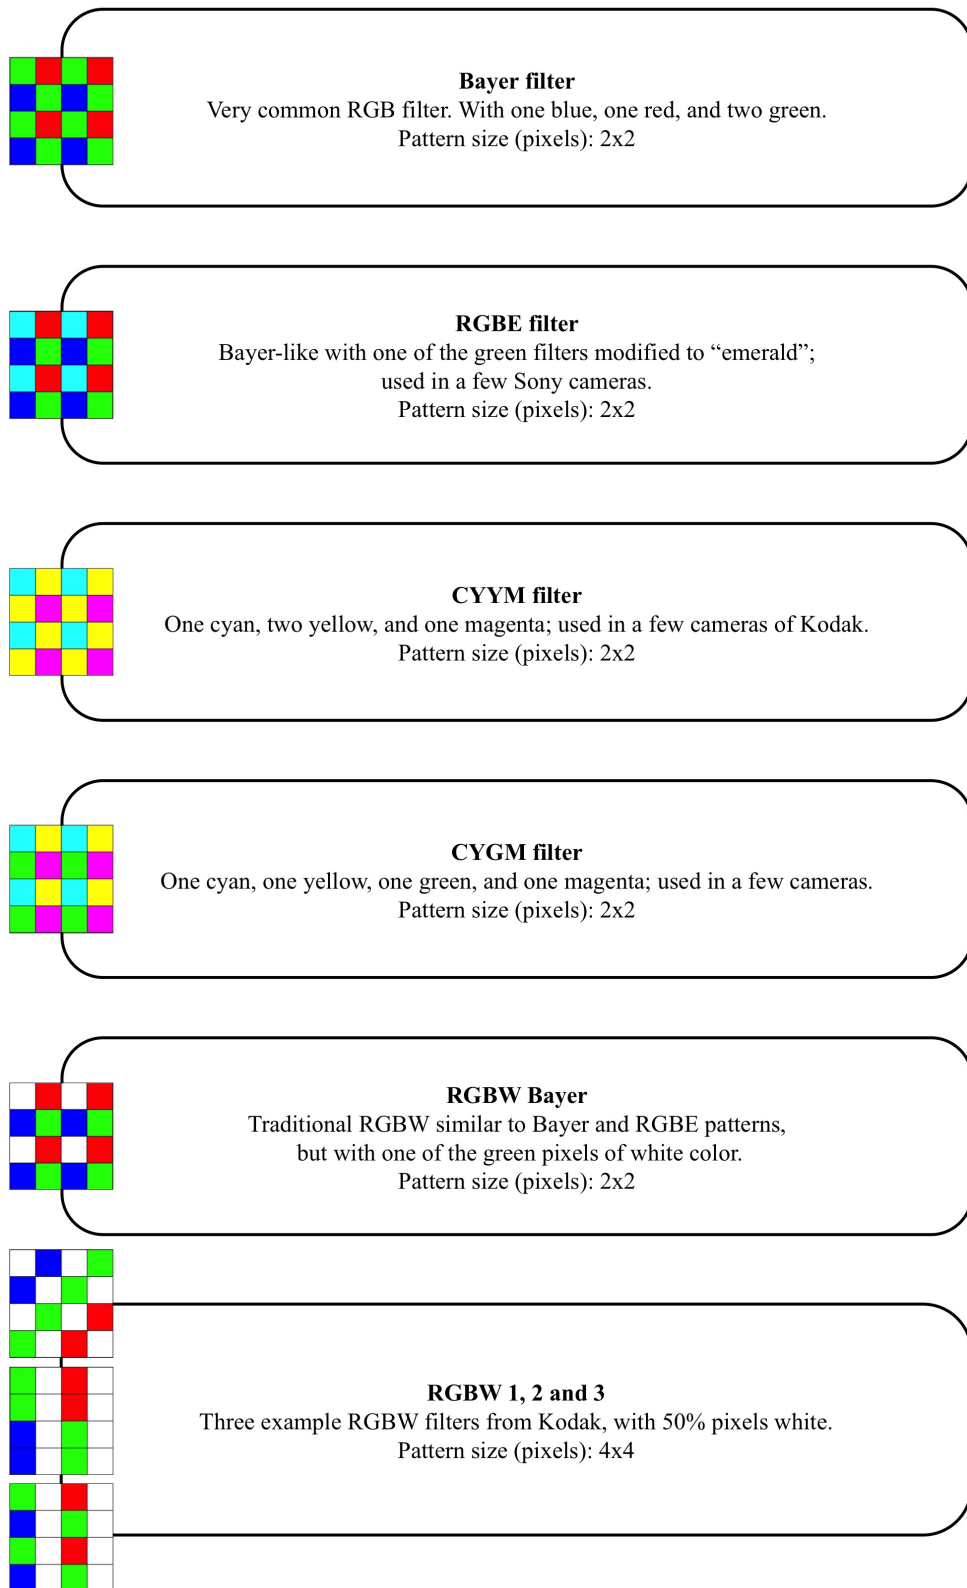 Bayer filter
Very common RGB filter. With one blue, one red, and two green.
Pattern size (pixels): 2x2
RGBE filter
Bayer-like with one of the green filters modified to “emerald”;
used in a few Sony cameras.
Pattern size (pixels): 2x2
CYYM filter
One cyan, two yellow, and one magenta; used in a few cameras of Kodak.
Pattern size (pixels): 2x2
CYGM filter
One cyan, one yellow, one green, and one magenta; used in a few cameras.
Pattern size (pixels): 2x2
RGBW Bayer
Traditional RGBW similar to Bayer and RGBE patterns,
but with one of the green pixels of white color.
Pattern size (pixels): 2x2
RGBW 1, 2 and 3
Three example RGBW filters from Kodak, with 50% pixels white.
Pattern size (pixels): 4x4